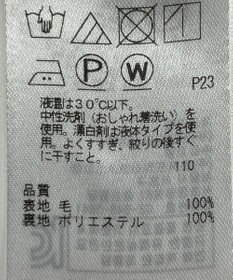 P W P23
液温は30℃以下。
中性洗剤(おしゃれ着洗い)を
使用。漂白剤は液体タイプを使
用。よくすすぎ、絞りの後すぐ
に干すこと。
110
品質
表地 毛 100%
裏地 ポリエステル 100%